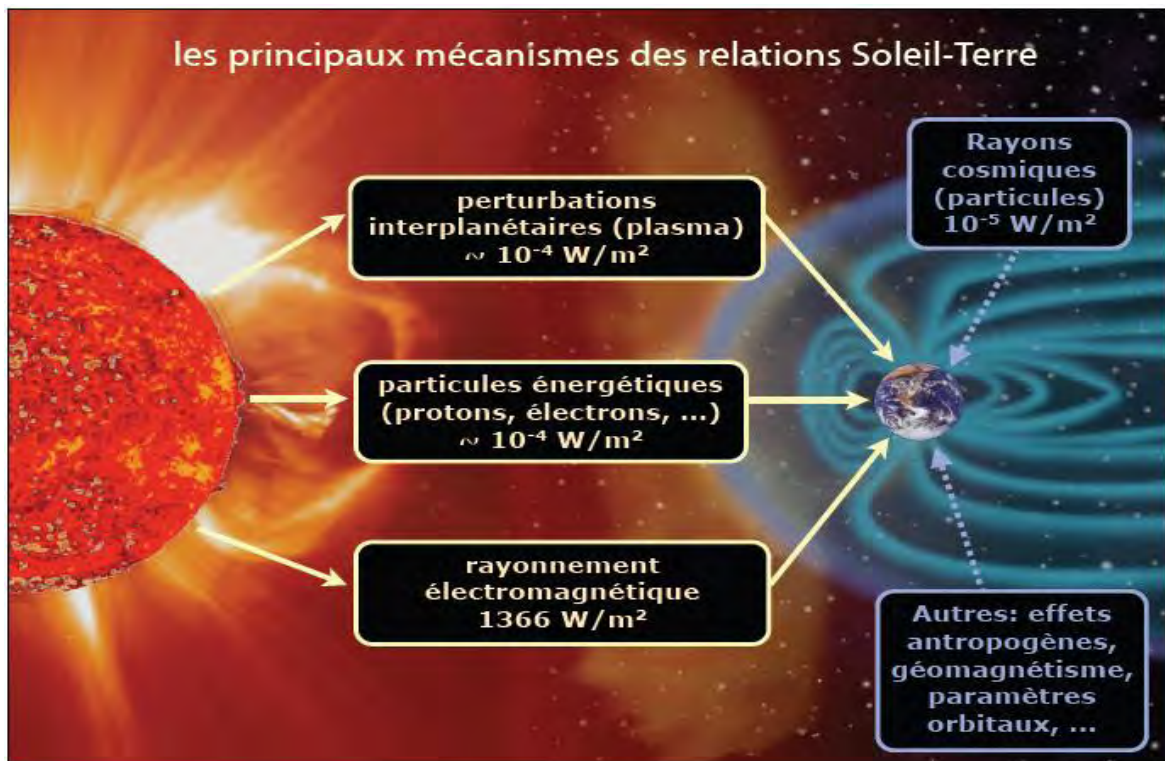 les principaux mécanismes des relations Soleil-Terre
perturbations
interplanétaires (plasma)
~ 10⁻⁴ W/m²
particules énergétiques
(protons, électrons, ...)
~ 10⁻⁴ W/m²
rayonnement
électromagnétique
1366 W/m²
Rayons
cosmiques
(particules)
10⁻⁵ W/m²
Autres: effets
antropogènes,
géomagnétisme,
paramètres
orbitaux, ...